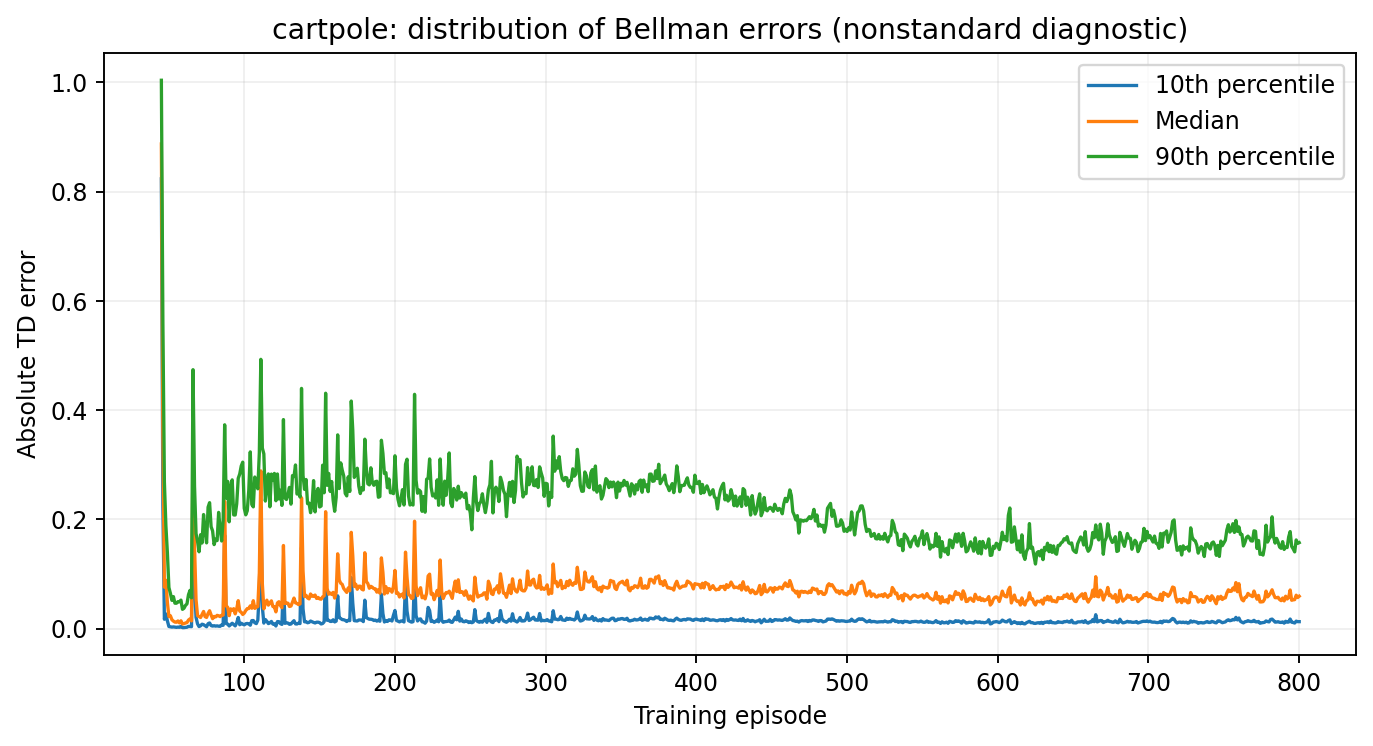 cartpole: distribution of Bellman errors (nonstandard diagnostic)
10th percentile
Median
90th percentile
Absolute TD error
1.0
0.8
0.6
0.4
0.2
0.0
100 200 300 400 500 600 700 800
Training episode